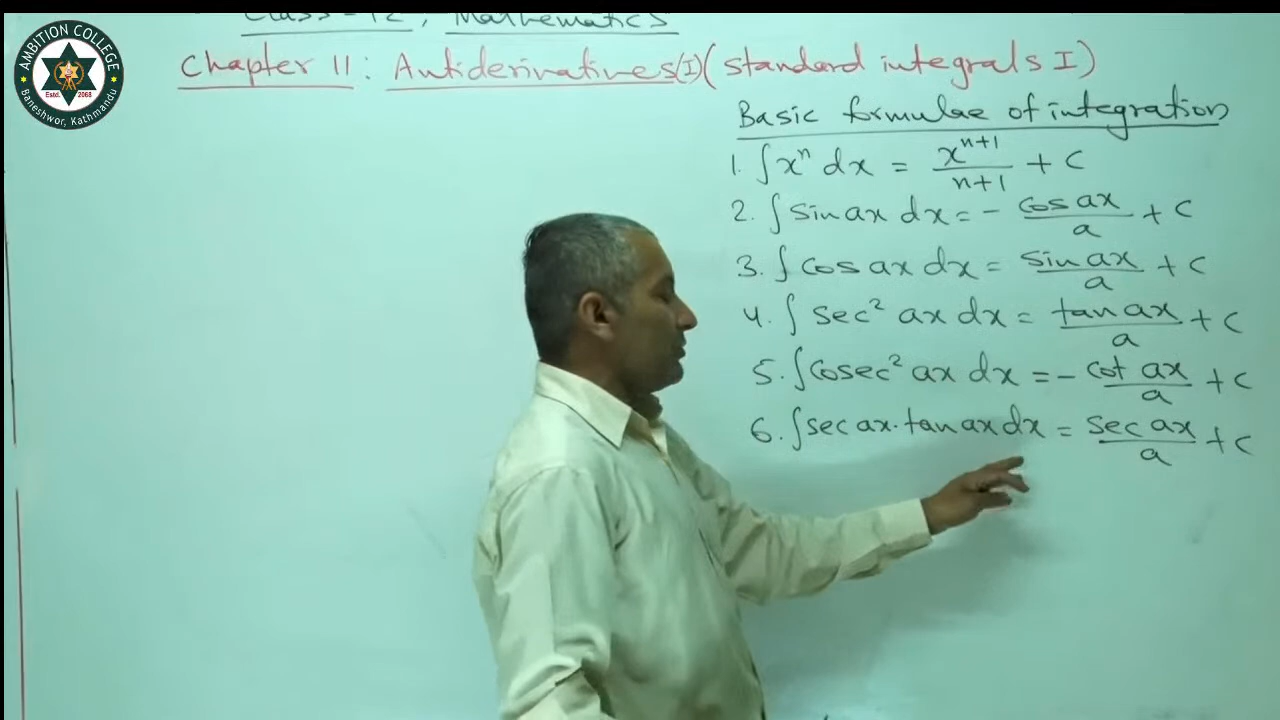 Class - 12, Mathematics
AMBITION COLLEGE
Estd. 2068
Baneshwor, Kathmandu
Chapter 11: Antiderivatives(I)(standard integrals I)
Basic formulae of integration
1. ∫xⁿ dx = xⁿ⁺¹/n+1 + c
2. ∫ sin ax dx = - cos ax/a + c
3. ∫ cos ax dx = sin ax/a + c
4. ∫ sec² ax dx = tan ax/a + c
5. ∫cosec² ax dx = - cot ax/a + c
6. ∫sec ax. tan ax dx = sec ax/a + c